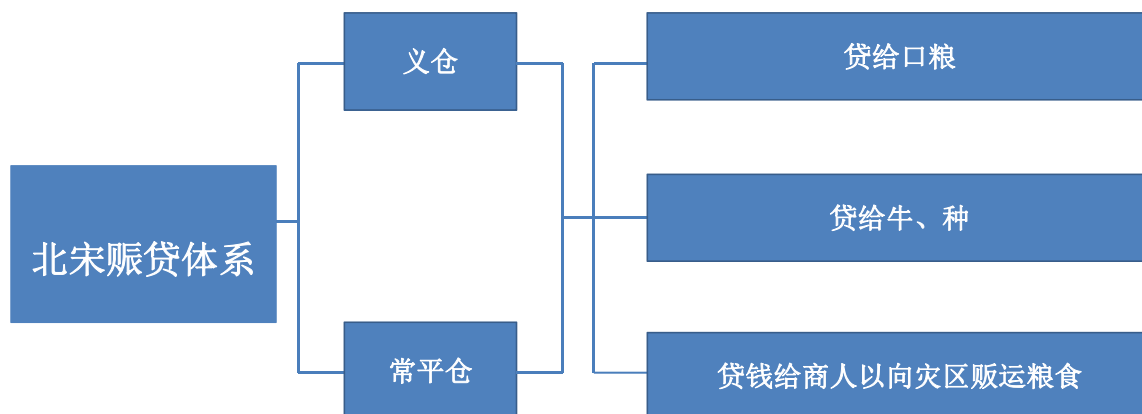 北宋赈贷体系
义仓
常平仓
贷给口粮
贷给牛、种
贷钱给商人以向灾区贩运粮食